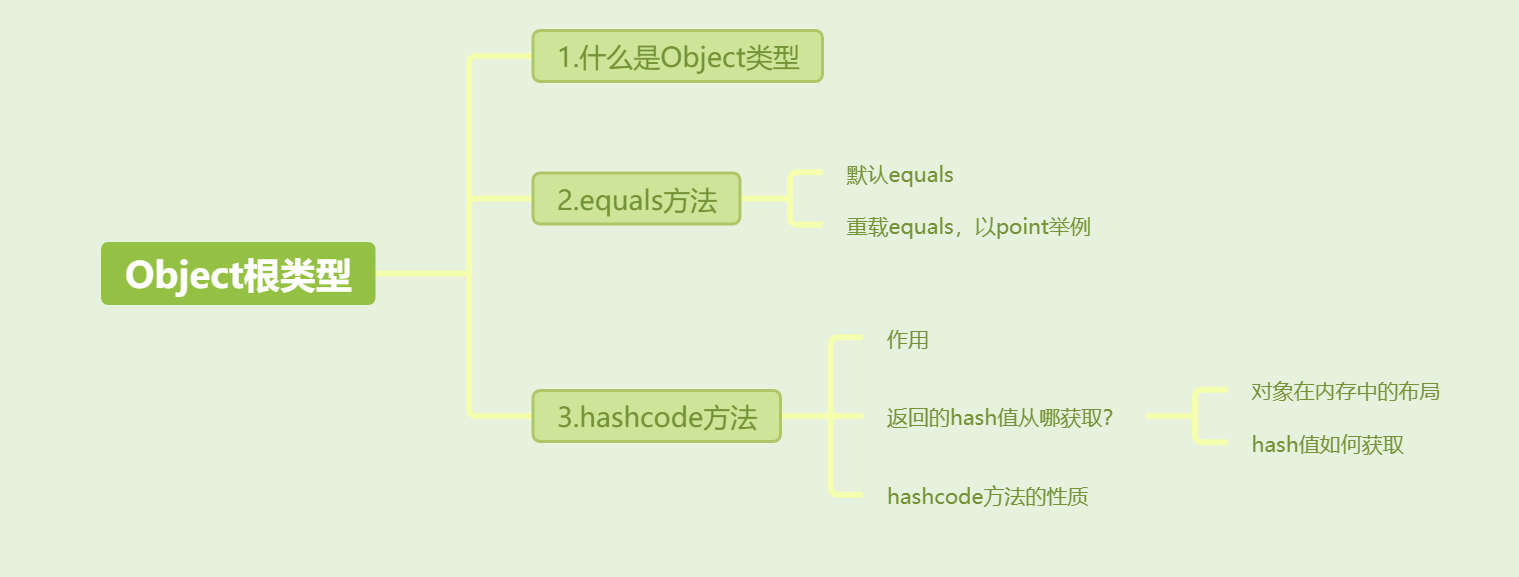 Object根类型
1.什么是Object类型
2.equals方法
默认equals
重载equals，以point举例
3.hashcode方法
作用
返回的hash值从哪获取？
对象在内存中的布局
hash值如何获取
hashcode方法的性质